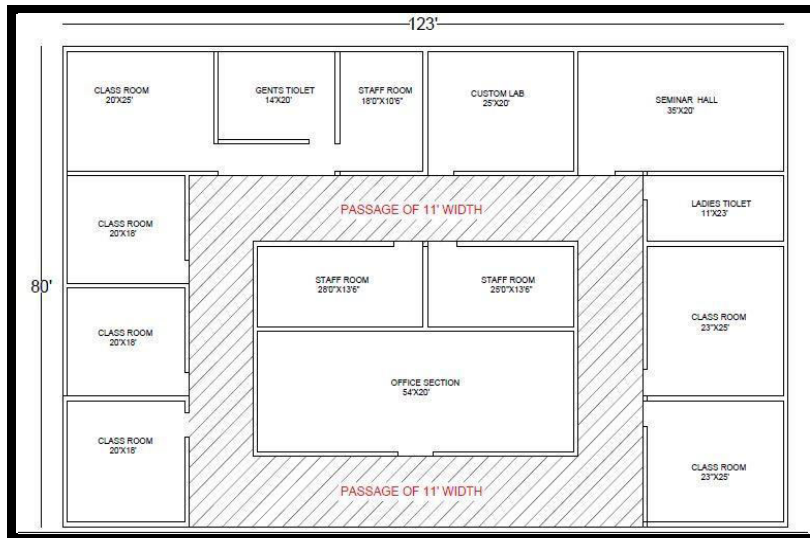 123'
CLASS ROOM
20'X25'
GENTS TIOLET
14'X20'
STAFF ROOM
18'0"X10'6"
CUSTOM LAB
25'X20'
SEMINAR HALL
35'X20'
PASSAGE OF 11' WIDTH
LADIES TIOLET
11'X23'
CLASS ROOM
20'X18'
80'
STAFF ROOM
28'0"X13'6"
STAFF ROOM
25'0"X13'6"
CLASS ROOM
20'X18'
CLASS ROOM
23'X25'
OFFICE SECTION
54'X20'
CLASS ROOM
20'X18'
CLASS ROOM
23'X25'
PASSAGE OF 11' WIDTH